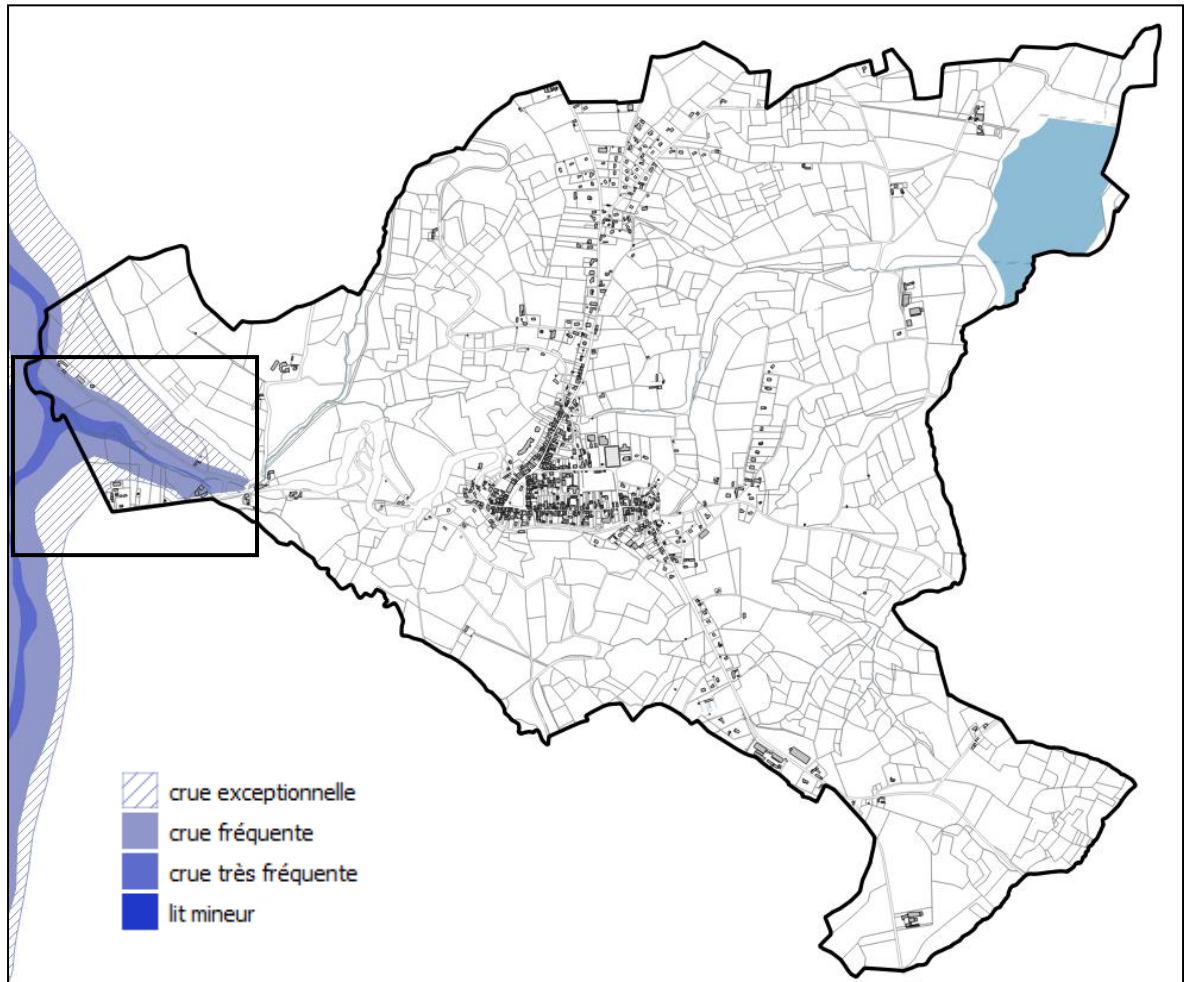 crue exceptionnelle
crue fréquente
crue très fréquente
lit mineur